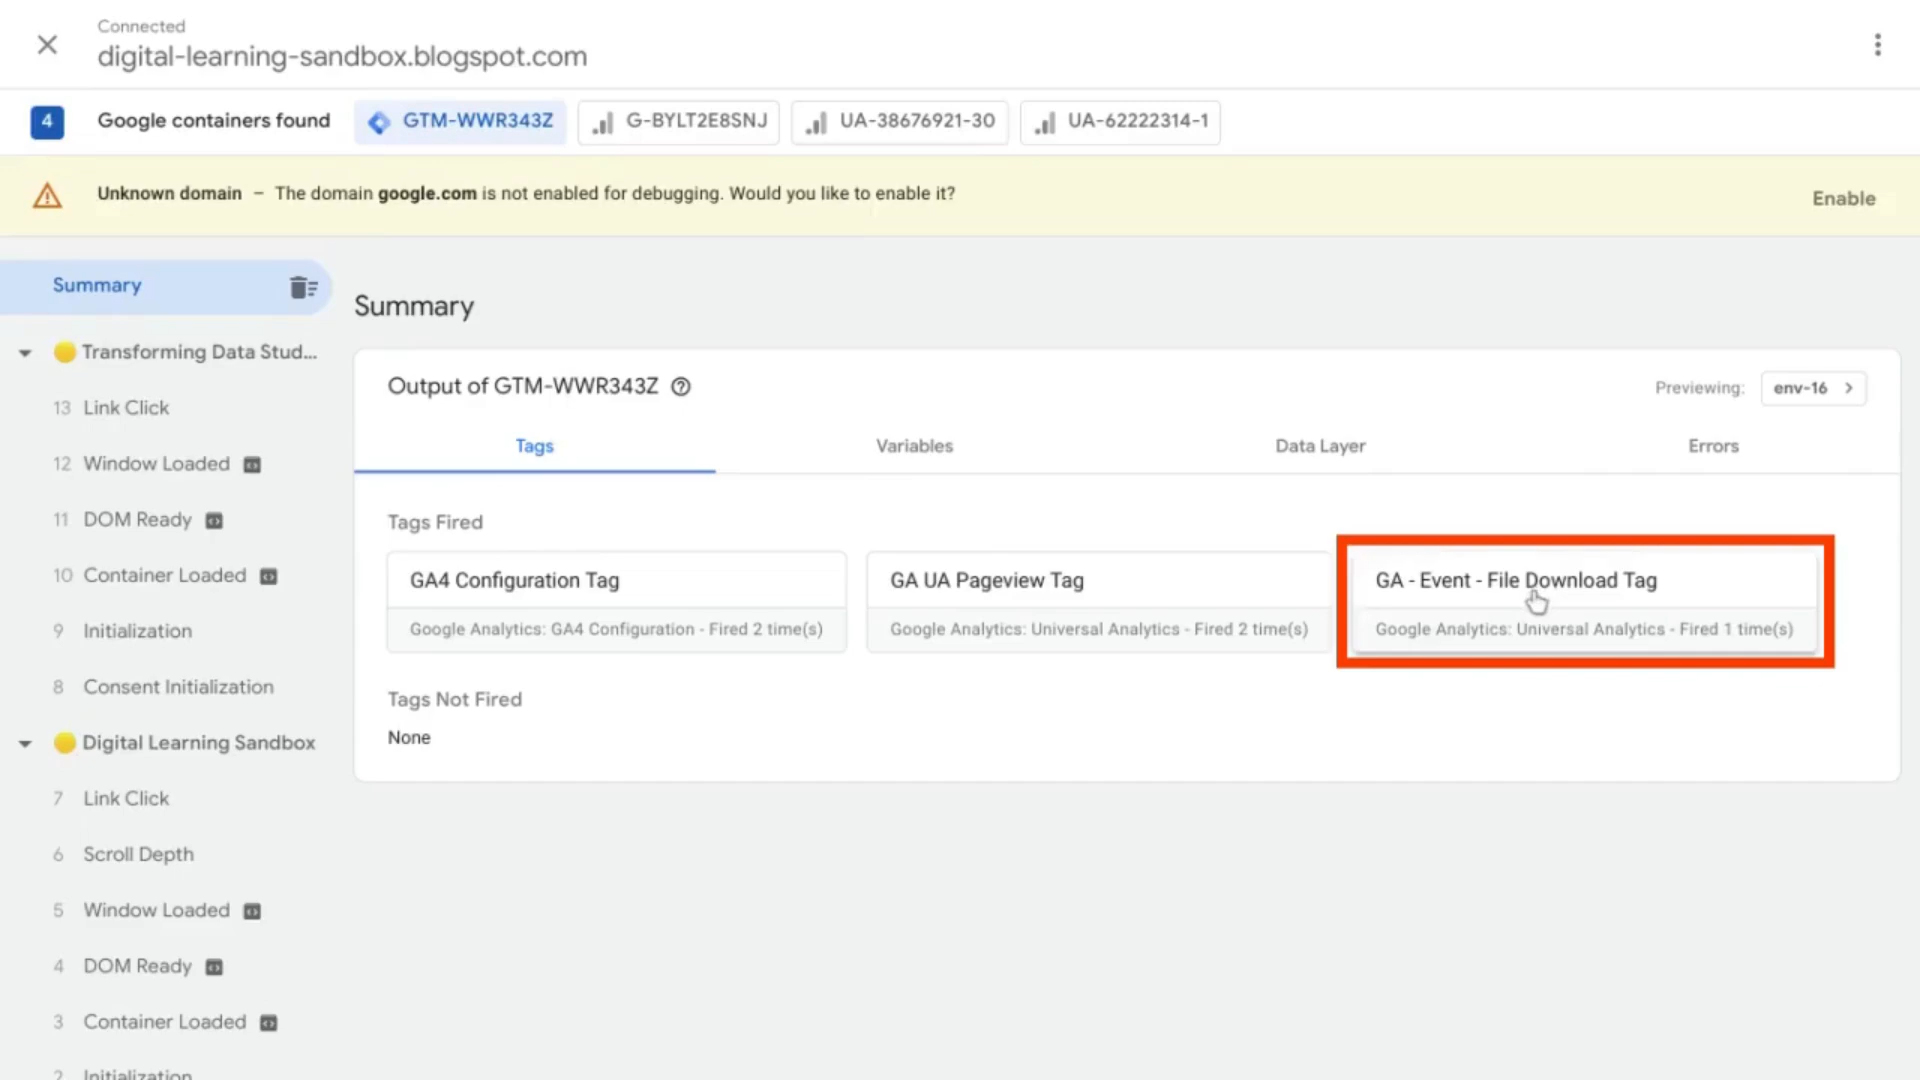 Connected
digital-learning-sandbox.blogspot.com
4 Google containers found GTM-WWR343Z G-BYLT2E8SNJ UA-38676921-30 UA-62222314-1
Unknown domain – The domain google.com is not enabled for debugging. Would you like to enable it? Enable
Summary
Transforming Data Stud...
13 Link Click
12 Window Loaded
11 DOM Ready
10 Container Loaded
9 Initialization
8 Consent Initialization
Digital Learning Sandbox
7 Link Click
6 Scroll Depth
5 Window Loaded
4 DOM Ready
3 Container Loaded
2 Initialization
Summary
Output of GTM-WWR343Z
Previewing: env-16
Tags Variables Data Layer Errors
Tags Fired
GA4 Configuration Tag
Google Analytics: GA4 Configuration - Fired 2 time(s)
GA UA Pageview Tag
Google Analytics: Universal Analytics - Fired 2 time(s)
GA - Event - File Download Tag
Google Analytics: Universal Analytics - Fired 1 time(s)
Tags Not Fired
None